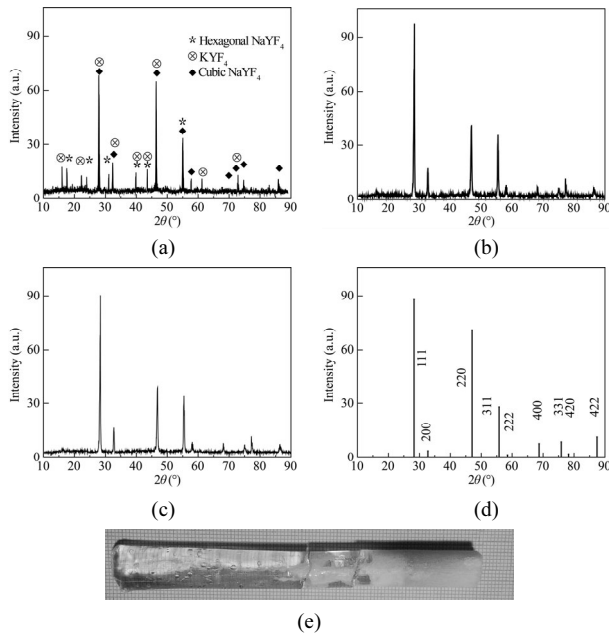 90
60
30
0
Intensity (a.u.)
* Hexagonal NaYF₄
⊗ KYF₄
◆ Cubic NaYF₄
10 20 30 40 50 60 70 80 90
2θ (°)
(a)
90
60
30
0
Intensity (a.u.)
10 20 30 40 50 60 70 80 90
2θ (°)
(b)
90
60
30
0
Intensity (a.u.)
10 20 30 40 50 60 70 80 90
2θ (°)
(c)
90
60
30
0
Intensity (a.u.)
111
200
220
311
222
400
331
420
422
10 20 30 40 50 60 70 80 90
2θ (°)
(d)
(e)